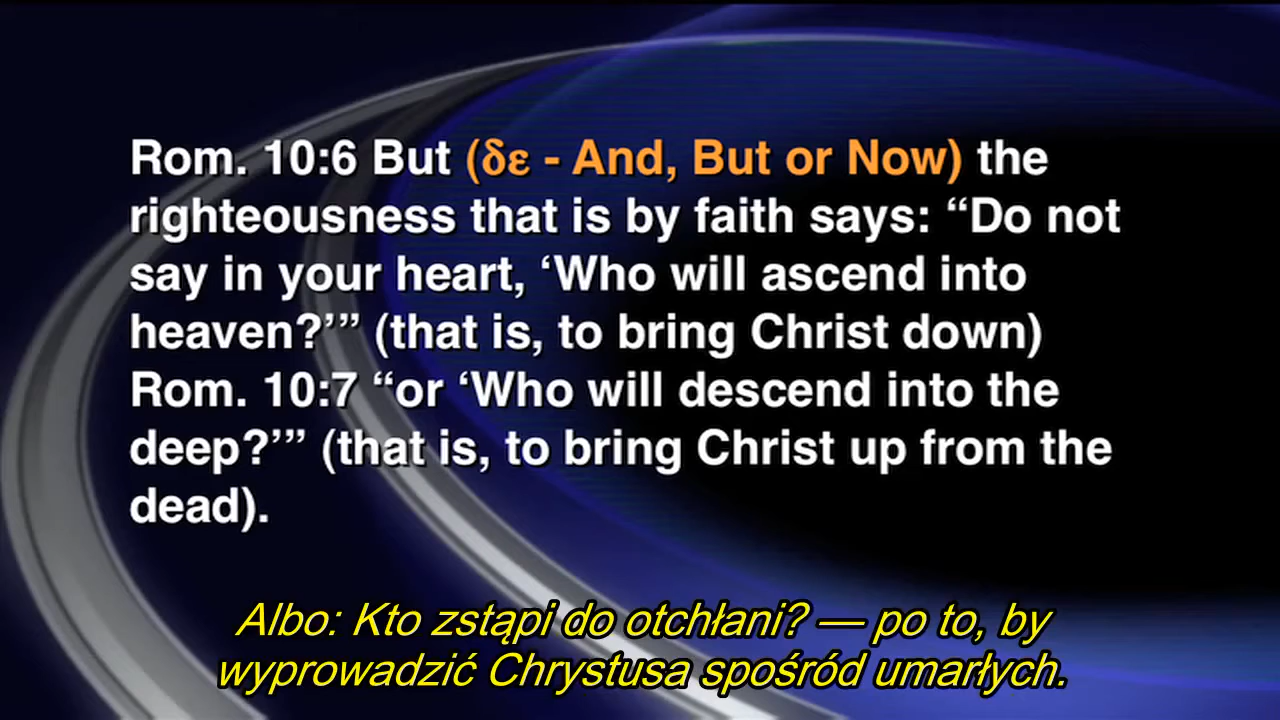 Rom. 10:6 But (δε - And, But or Now) the
righteousness that is by faith says: “Do not
say in your heart, ‘Who will ascend into
heaven?’” (that is, to bring Christ down)
Rom. 10:7 “or ‘Who will descend into the
deep?’” (that is, to bring Christ up from the
dead).
Albo: Kto zstąpi do otchłani? — po to, by
wyprowadzić Chrystusa spośród umarłych.